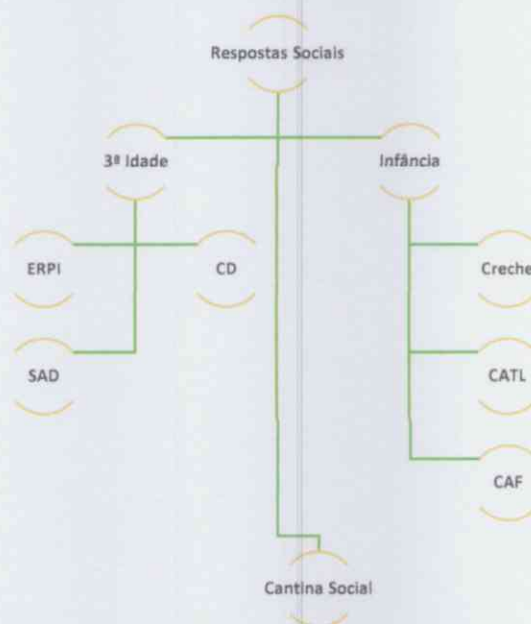 Respostas Sociais
3ª Idade
Infância
ERPI
CD
Creche
SAD
CATL
CAF
Cantina Social